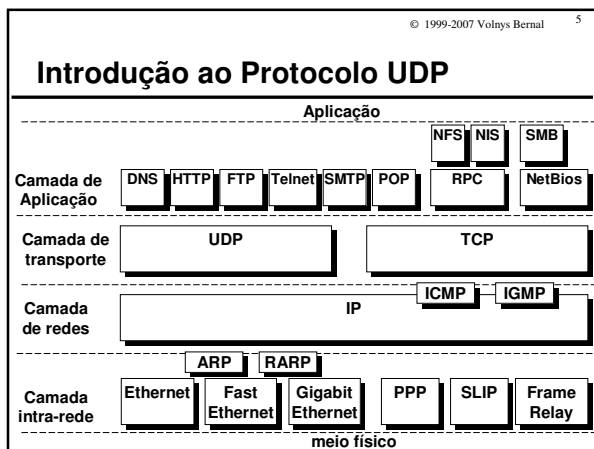 © 1999-2007 Volnys Bernal 5
Introdução ao Protocolo UDP
Aplicação
NFS NIS SMB
Camada de Aplicação
DNS HTTP FTP Telnet SMTP POP RPC NetBios
Camada de transporte
UDP TCP
ICMP IGMP
Camada de redes
IP
ARP RARP
Camada intra-rede
Ethernet Fast Ethernet Gigabit Ethernet PPP SLIP Frame Relay
meio físico